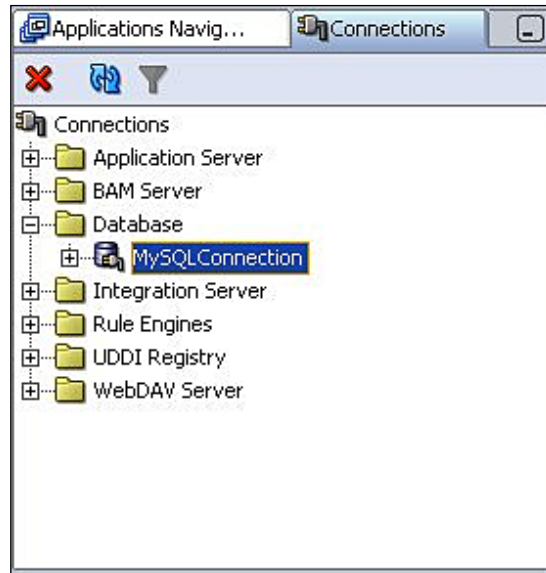 Applications Navig...
Connections
Connections
Application Server
BAM Server
Database
MySQLConnection
Integration Server
Rule Engines
UDDI Registry
WebDAV Server